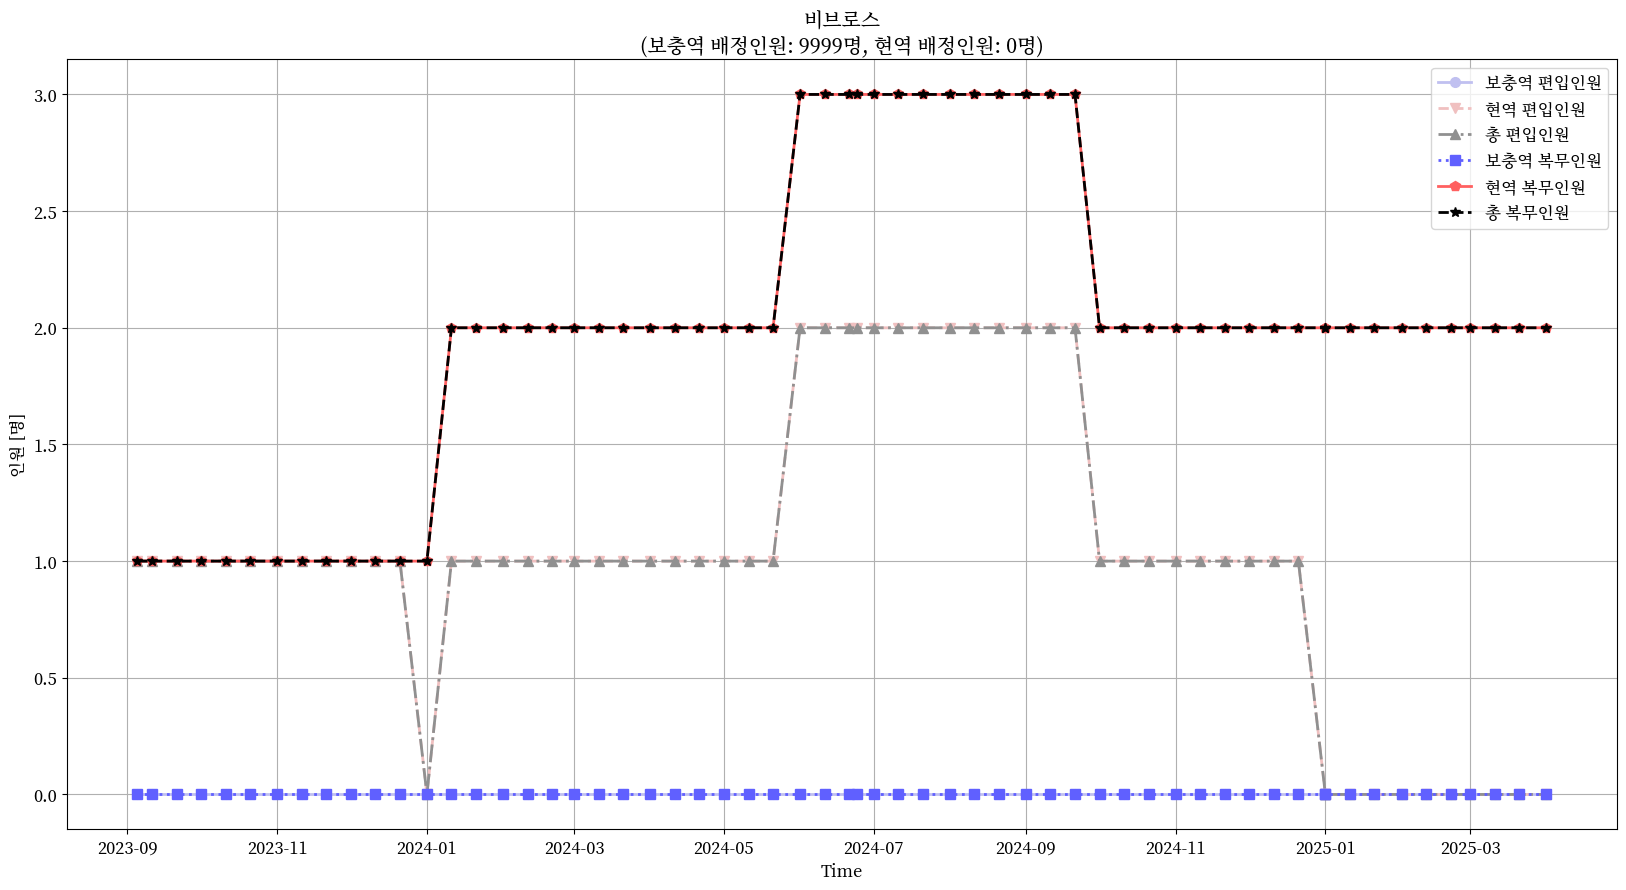 비브로스
(보충역 배정인원: 9999명, 현역 배정인원: 0명)
보충역 편입인원
현역 편입인원
총 편입인원
보충역 복무인원
현역 복무인원
총 복무인원
3.0
2.5
2.0
1.5
1.0
0.5
0.0
인원 [명]
2023-09 2023-11 2024-01 2024-03 2024-05 2024-07 2024-09 2024-11 2025-01 2025-03
Time